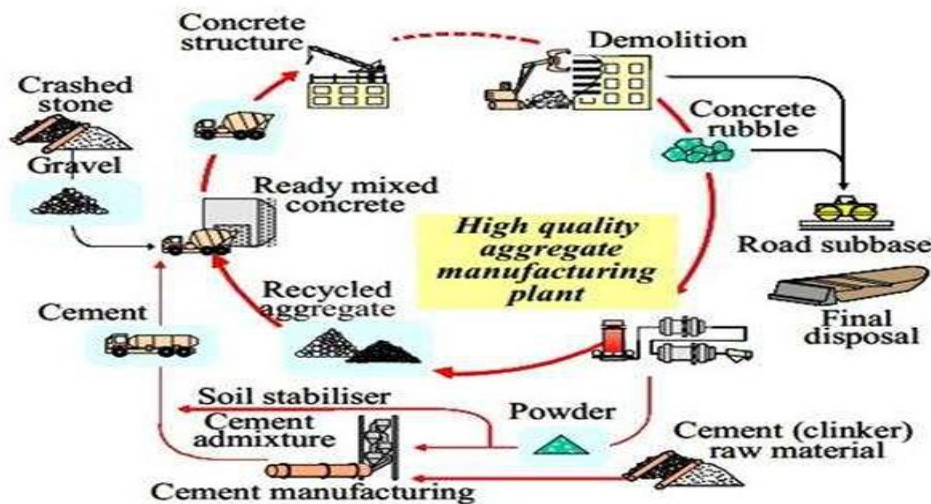 Concrete
structure
Demolition
Crashed
stone
Gravel
Concrete
rubble
Ready mixed
concrete
High quality
aggregate
manufacturing
plant
Road subbase
Recycled
aggregate
Cement
Final
disposal
Soil stabiliser
Cement
admixture
Powder
Cement (clinker)
raw material
Cement manufacturing